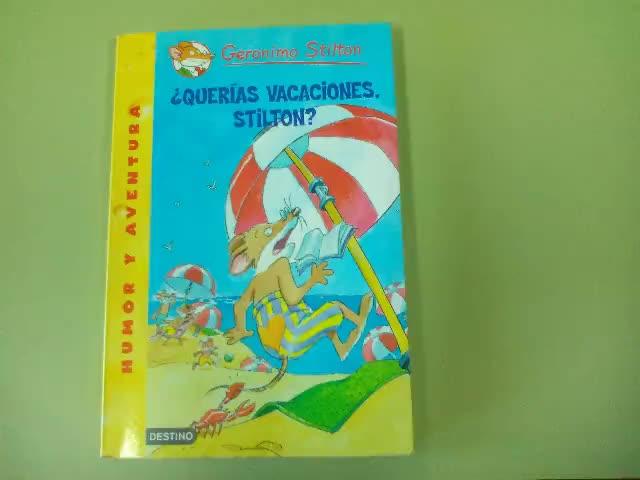 Geronimo Stilton
¿QUERÍAS VACACIONES,
STILTON?
HUMOR Y AVENTURA
DESTINO